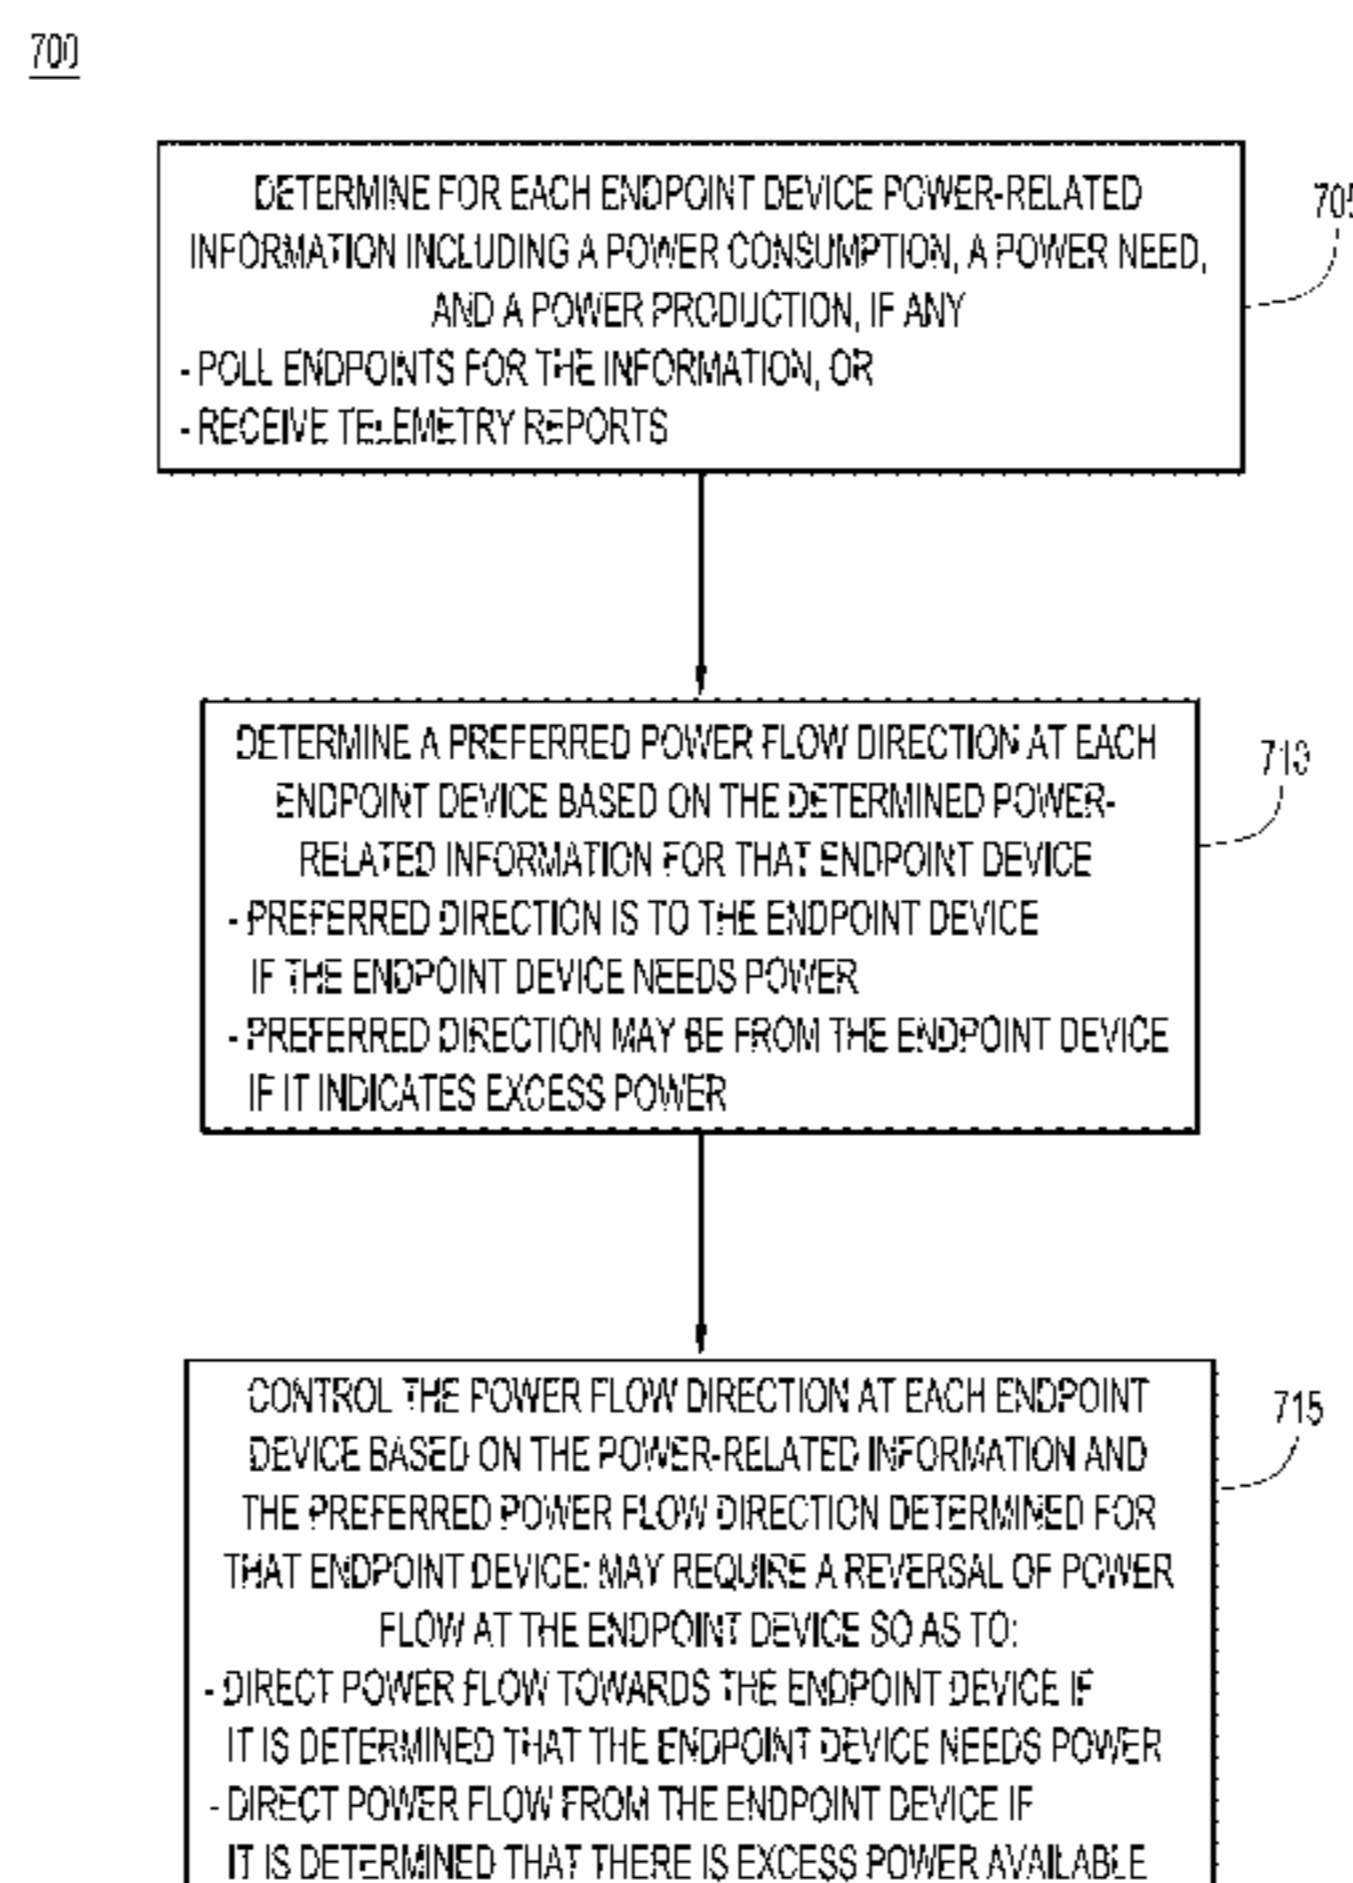 700
DETERMINE FOR EACH ENDPOINT DEVICE POWER-RELATED
INFORMATION INCLUDING A POWER CONSUMPTION, A POWER NEED,
AND A POWER PRODUCTION, IF ANY
- POLL ENDPOINTS FOR THE INFORMATION, OR
- RECEIVE TELEMETRY REPORTS
705
DETERMINE A PREFERRED POWER FLOW DIRECTION AT EACH
ENDPOINT DEVICE BASED ON THE DETERMINED POWER-
RELATED INFORMATION FOR THAT ENDPOINT DEVICE
- PREFERRED DIRECTION IS TO THE ENDPOINT DEVICE
IF THE ENDPOINT DEVICE NEEDS POWER
- PREFERRED DIRECTION MAY BE FROM THE ENDPOINT DEVICE
IF IT INDICATES EXCESS POWER
710
CONTROL THE POWER FLOW DIRECTION AT EACH ENDPOINT
DEVICE BASED ON THE POWER-RELATED INFORMATION AND
THE PREFERRED POWER FLOW DIRECTION DETERMINED FOR
THAT ENDPOINT DEVICE: MAY REQUIRE A REVERSAL OF POWER
FLOW AT THE ENDPOINT DEVICE SO AS TO:
- DIRECT POWER FLOW TOWARDS THE ENDPOINT DEVICE IF
IT IS DETERMINED THAT THE ENDPOINT DEVICE NEEDS POWER
- DIRECT POWER FLOW FROM THE ENDPOINT DEVICE IF
IT IS DETERMINED THAT THERE IS EXCESS POWER AVAILABLE
715